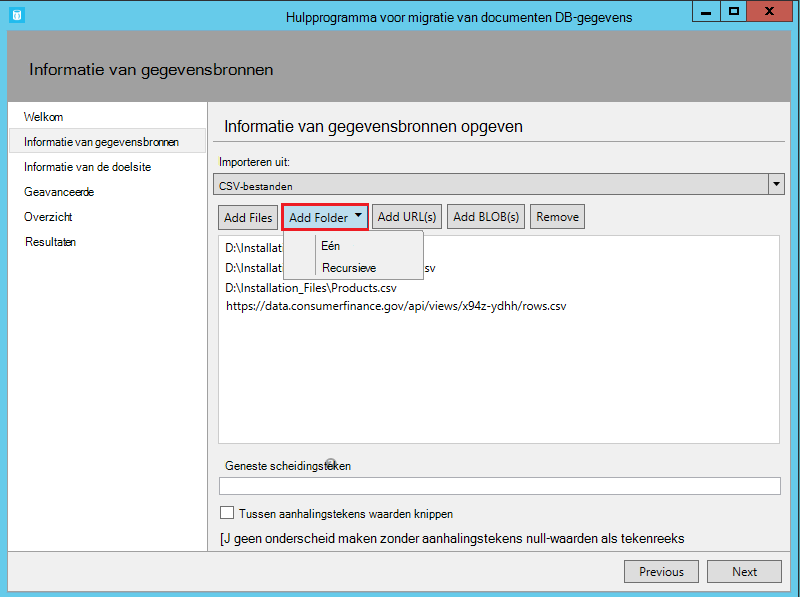 Hulpprogramma voor migratie van documenten DB-gegevens
X
Informatie van gegevensbronnen
Welkom
Informatie van gegevensbronnen
Informatie van de doelsite
Geavanceerde
Overzicht
Resultaten
Informatie van gegevensbronnen opgeven
Importeren uit:
CSV-bestanden
Add Files Add Folder Add URL(s) Add BLOB(s) Remove
Eén
Recursieve
D:\Installat
D:\Installat sv
D:\Installation_Files\Products.csv
https://data.consumerfinance.gov/api/views/x94z-ydhh/rows.csv
Geneste scheidingsteken
Tussen aanhalingstekens waarden knippen
[J geen onderscheid maken zonder aanhalingstekens null-waarden als tekenreeks
Previous Next